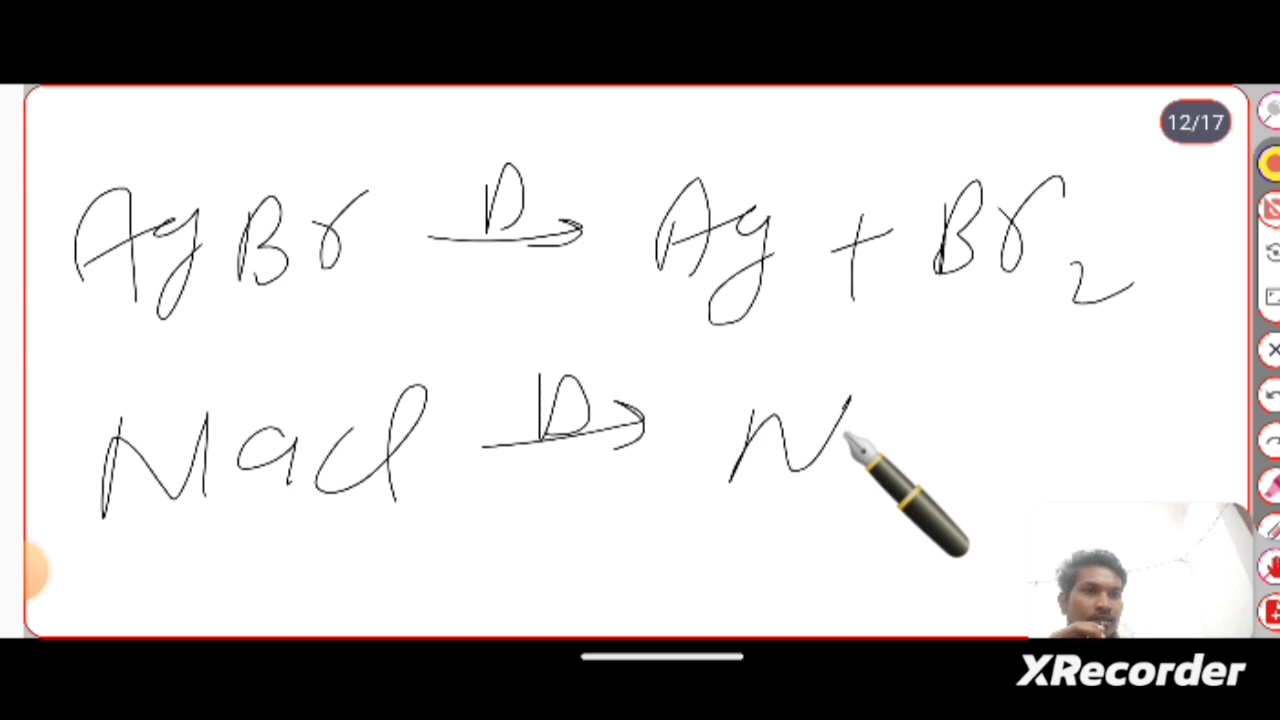 12/17
AgBr D→ Ag + Br2
NaCl D→ N
XRecorder